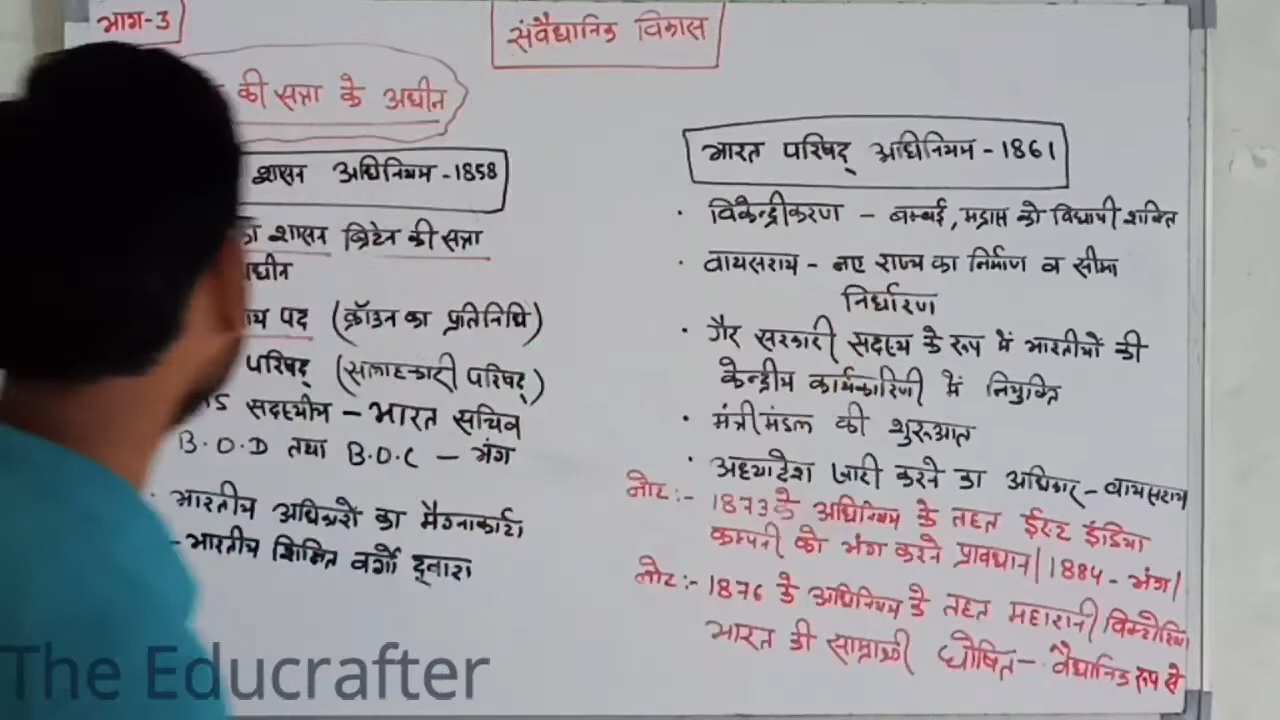 भाग-3
संवैधानिक विकास
की सत्ता के अधीन
शासन अधिनियम -1858
शासन ब्रिटेन की सत्ता
पद (क्रॉउन का प्रतिनिधि)
परिषद् (सलाहकारी परिषद्)
सदस्यीय - भारत सचिव
B.O.D तथा B.O.C - भंग
· भारतीय अधिकारों का मैग्नाकार्टा
- भारतीय शिक्षित वर्गों द्वारा
भारत परिषद् अधिनियम -1861
· विकेन्द्रीकरण - बम्बई, मद्रास को विधायी शक्ति
· वायसराय - नए राज्य का निर्माण व सीमा
निर्धारण
· गैर सरकारी सदस्य के रूप में भारतीयों की
केन्द्रीय कार्यकारिणी में नियुक्ति
· मंत्रीमंडल की शुरुआत
· अध्यादेश जारी करने का अधिकार - वायसराय
नोट:- 1873 के अधिनियम के तहत ईस्ट इंडिया
कम्पनी को भंग करने प्रावधान | 1884 - भंग |
नोट:- 1876 के अधिनियम के तहत महारानी विक्टोरिया
भारत की साम्राज्ञी घोषित - वैधानिक रूप से
The Educrafter